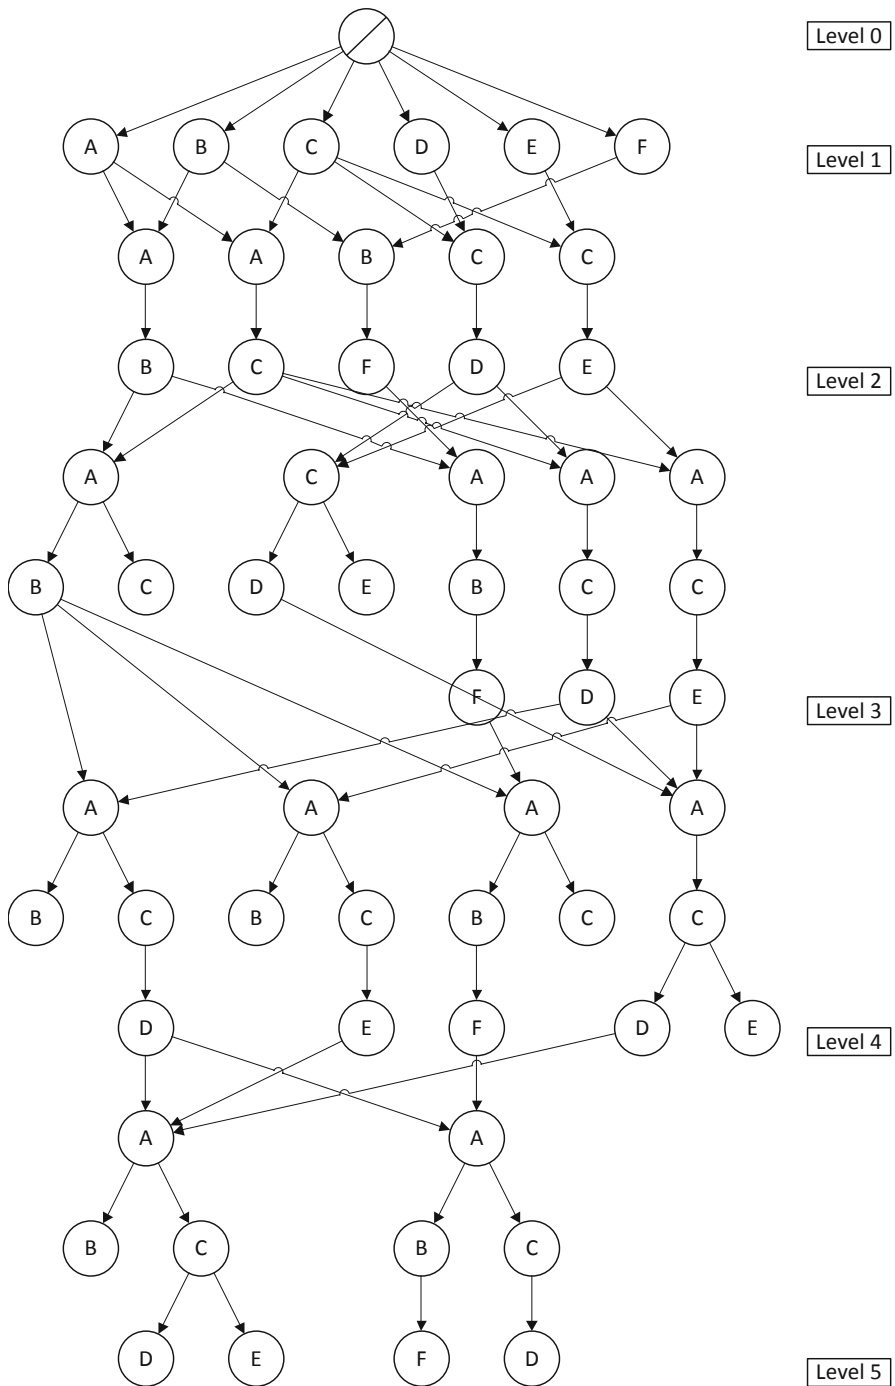 Level 0
A B C D E F
Level 1
A A B C C
B C F D E
Level 2
A C A A A
B C D E B C C
F D E
Level 3
A A A A
B C B C B C C
D E F D E
Level 4
A A
B C B C
D E F D
Level 5